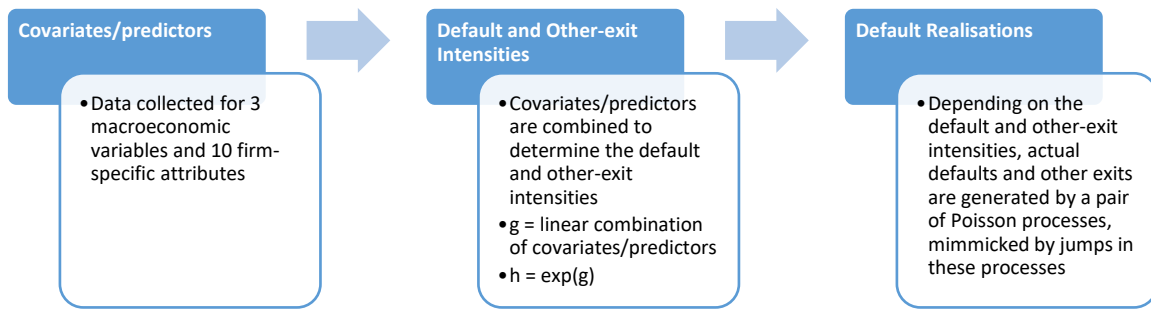 Covariates/predictors
•Data collected for 3
macroeconomic
variables and 10 firm-
specific attributes
Default and Other-exit
Intensities
•Covariates/predictors
are combined to
determine the default
and other-exit
intensities
•g = linear combination
of covariates/predictors
•h = exp(g)
Default Realisations
•Depending on the
default and other-exit
intensities, actual
defaults and other exits
are generated by a pair
of Poisson processes,
mimmicked by jumps in
these processes